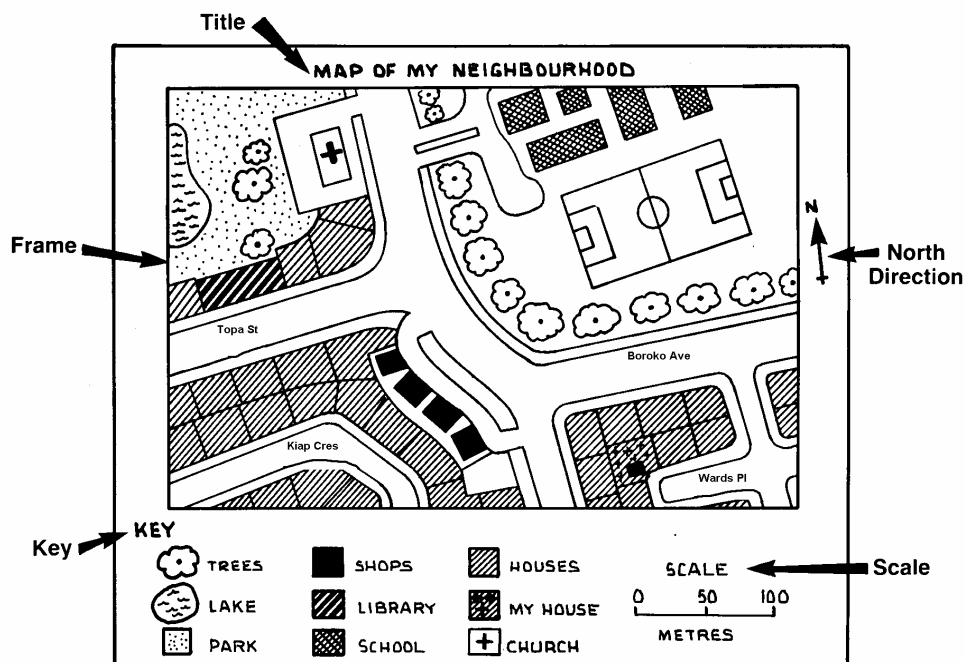 Title
MAP OF MY NEIGHBOURHOOD
Frame
N
North
Direction
Topa St
Boroko Ave
Kiap Cres
Wards Pl
Key
KEY
TREES
SHOPS
HOUSES
LAKE
LIBRARY
MY HOUSE
PARK
SCHOOL
CHURCH
SCALE
Scale
0 50 100
METRES